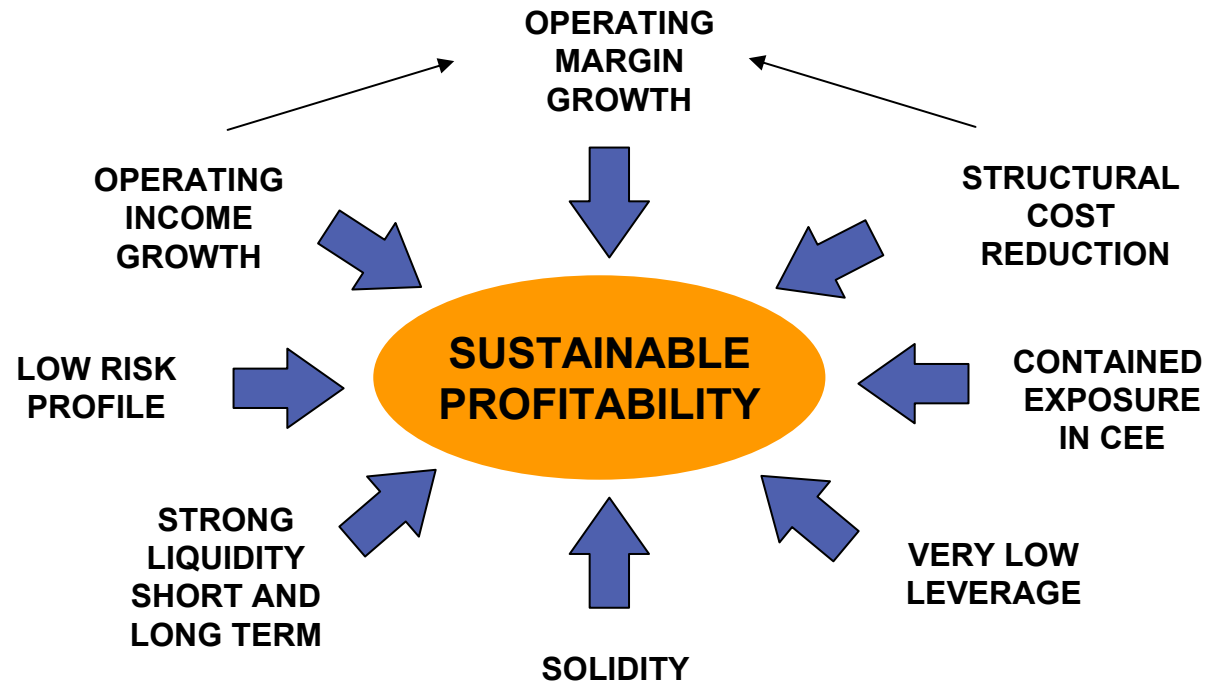 OPERATING
MARGIN
GROWTH
OPERATING
INCOME
GROWTH
STRUCTURAL
COST
REDUCTION
SUSTAINABLE
PROFITABILITY
LOW RISK
PROFILE
CONTAINED
EXPOSURE
IN CEE
STRONG
LIQUIDITY
SHORT AND
LONG TERM
VERY LOW
LEVERAGE
SOLIDITY